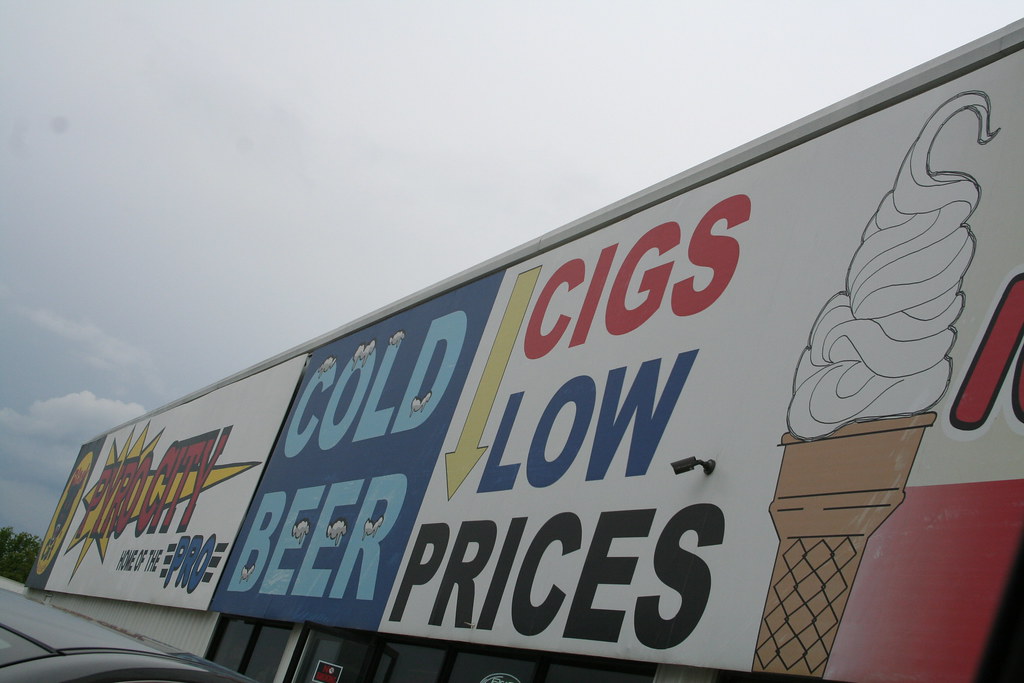 PYRO CITY
HOME OF THE PRO
COLD
BEER
CIGS
LOW
PRICES